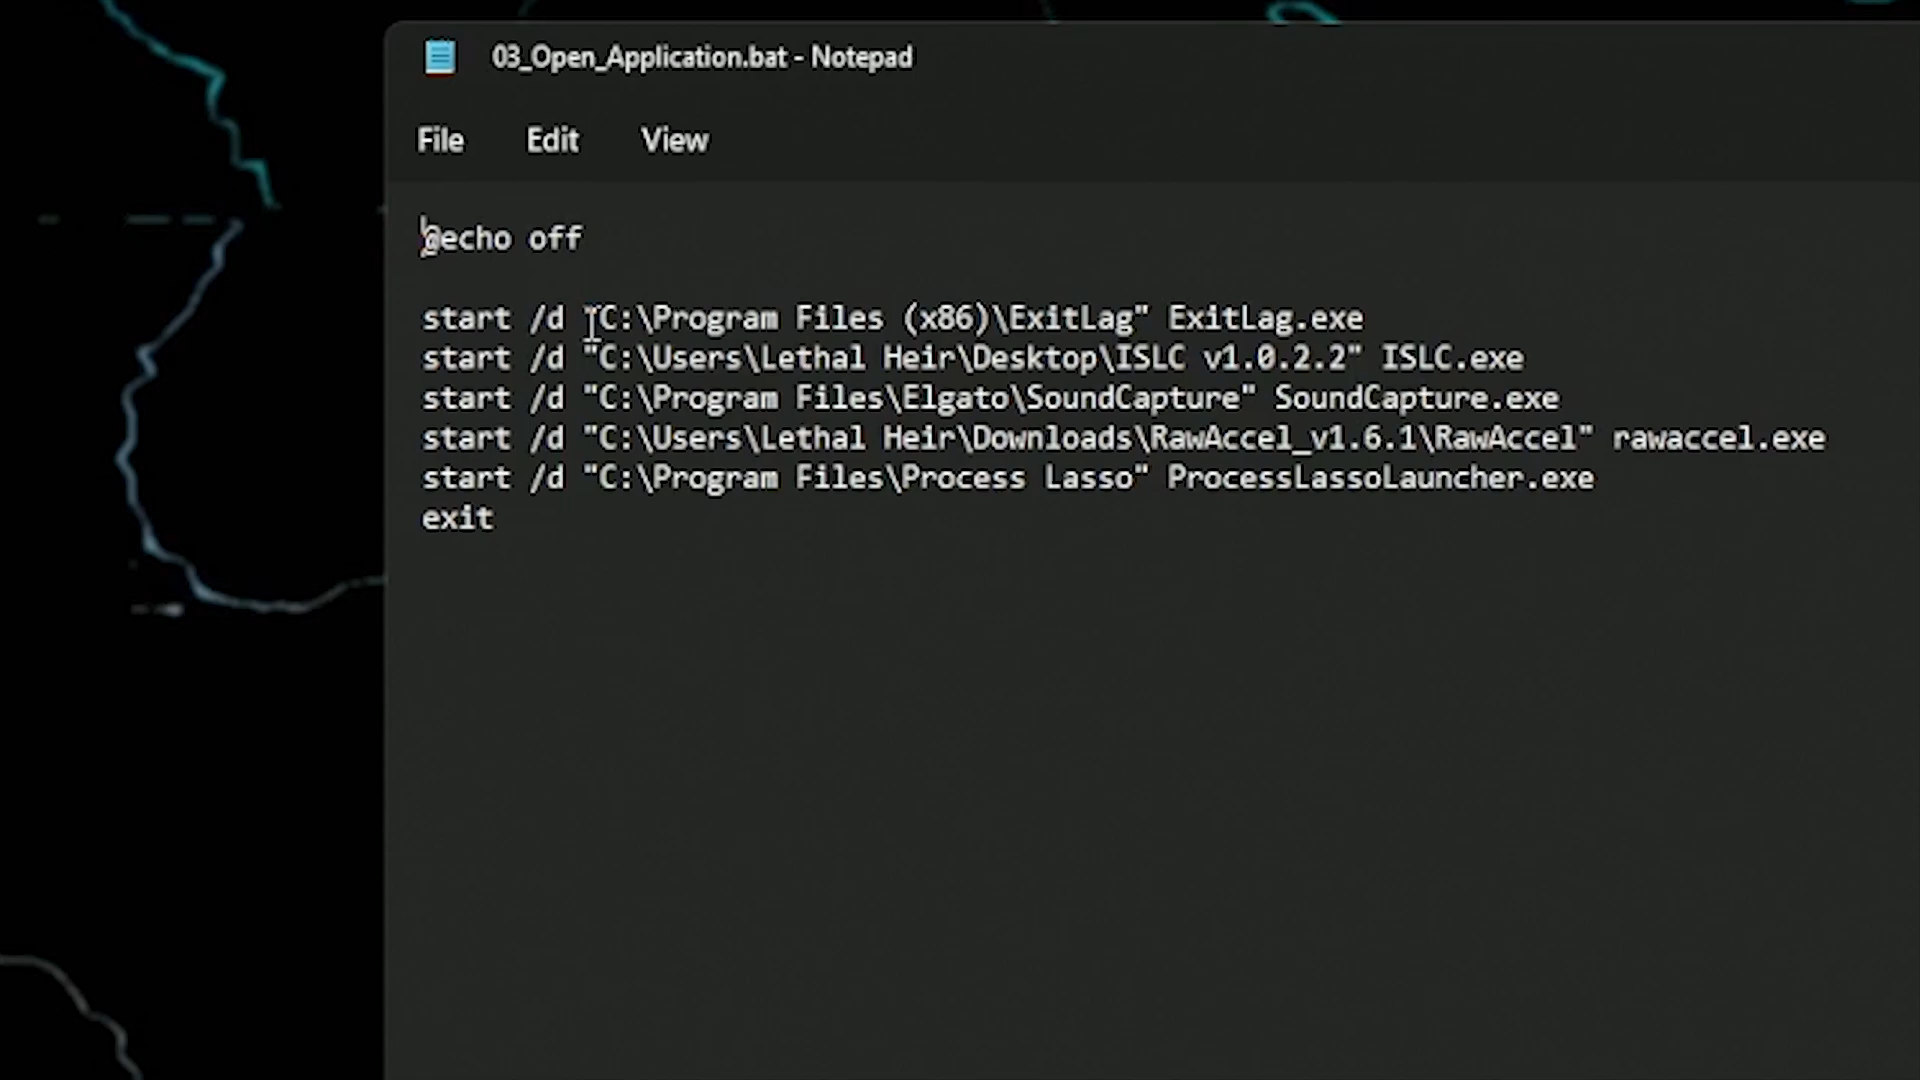 03_Open_Application.bat - Notepad
File Edit View
@echo off
start /d "C:\Program Files (x86)\ExitLag" ExitLag.exe
start /d "C:\Users\Lethal Heir\Desktop\ISLC v1.0.2.2" ISLC.exe
start /d "C:\Program Files\Elgato\SoundCapture" SoundCapture.exe
start /d "C:\Users\Lethal Heir\Downloads\RawAccel_v1.6.1\RawAccel" rawaccel.exe
start /d "C:\Program Files\Process Lasso" ProcessLassoLauncher.exe
exit